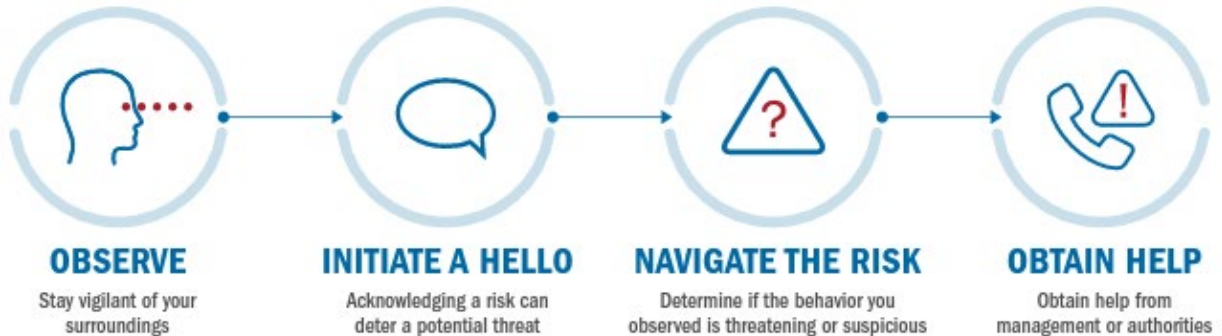 OBSERVE
Stay vigilant of your
surroundings
INITIATE A HELLO
Acknowledging a risk can
deter a potential threat
?
NAVIGATE THE RISK
Determine if the behavior you
observed is threatening or suspicious
!
OBTAIN HELP
Obtain help from
management or authorities